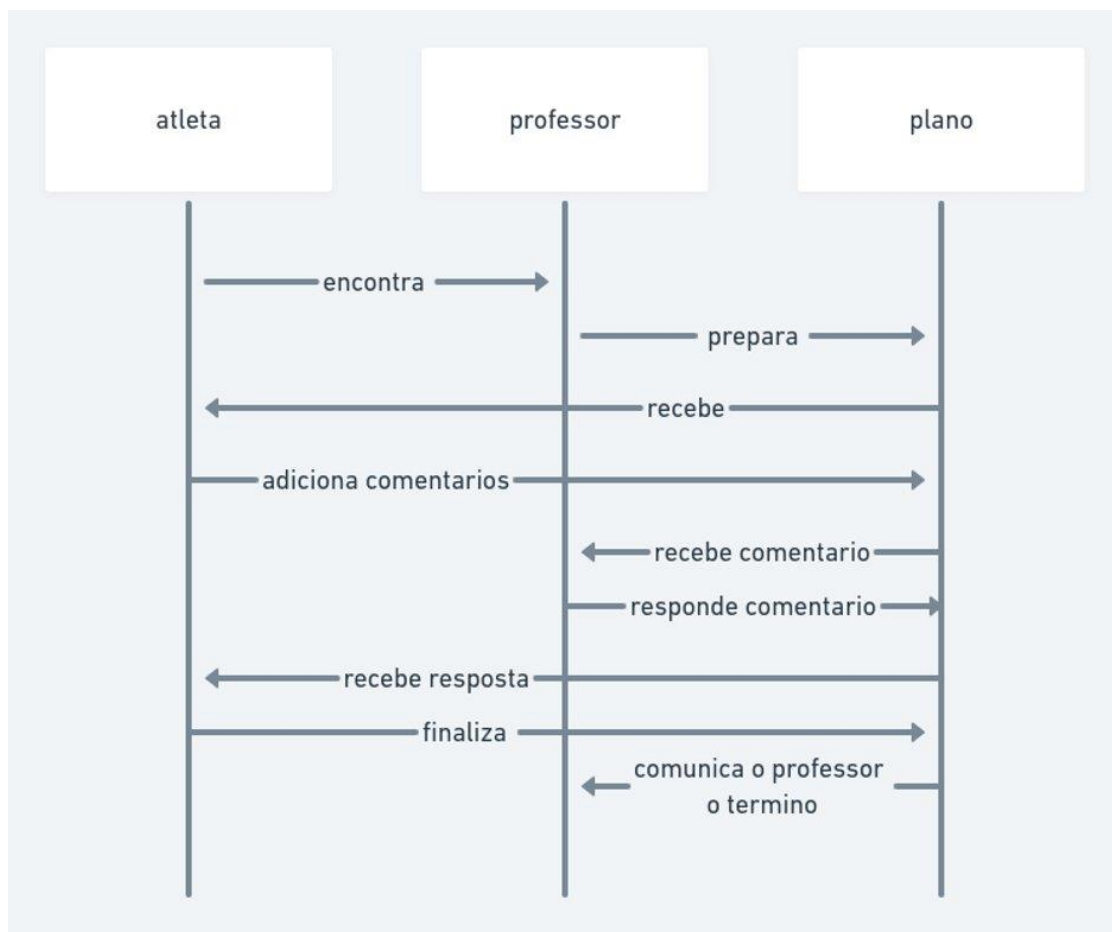 atleta
professor
plano
encontra
prepara
recebe
adiciona comentarios
recebe comentario
responde comentario
recebe resposta
finaliza
comunica o professor
o termino